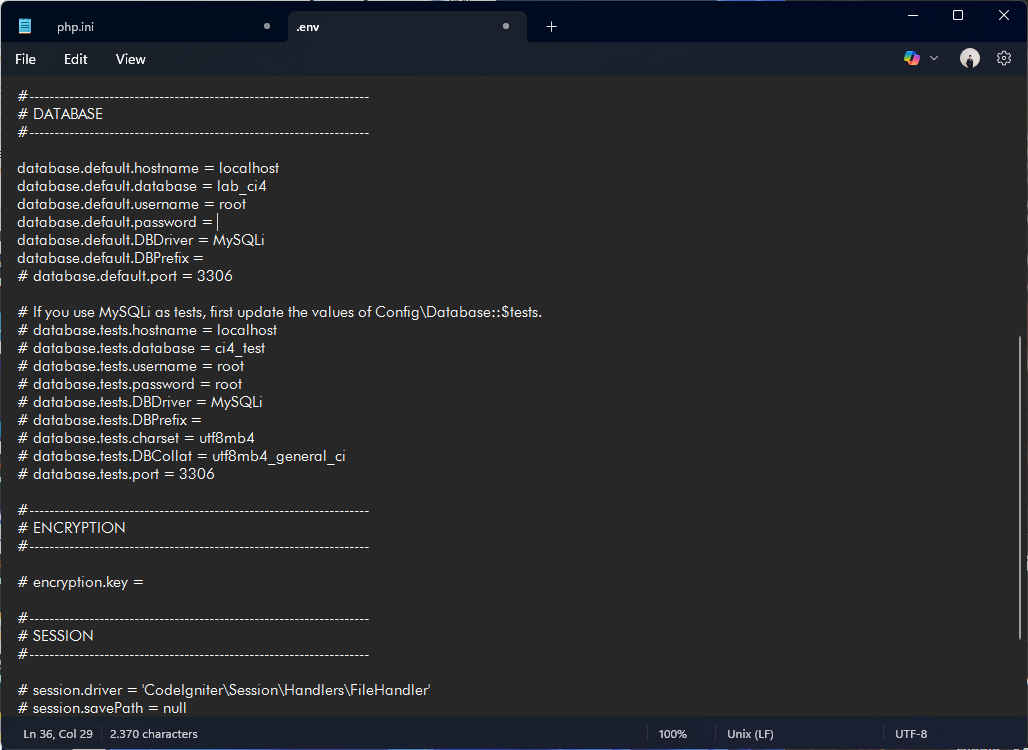 php.ini
.env
File Edit View
#--------------------------------------------------------------------
# DATABASE
#--------------------------------------------------------------------
database.default.hostname = localhost
database.default.database = lab_ci4
database.default.username = root
database.default.password =
database.default.DBDriver = MySQLi
database.default.DBPrefix =
# database.default.port = 3306
# If you use MySQLi as tests, first update the values of Config\Database::$tests.
# database.tests.hostname = localhost
# database.tests.database = ci4_test
# database.tests.username = root
# database.tests.password = root
# database.tests.DBDriver = MySQLi
# database.tests.DBPrefix =
# database.tests.charset = utf8mb4
# database.tests.DBCollat = utf8mb4_general_ci
# database.tests.port = 3306
#--------------------------------------------------------------------
# ENCRYPTION
#--------------------------------------------------------------------
# encryption.key =
#--------------------------------------------------------------------
# SESSION
#--------------------------------------------------------------------
# session.driver = 'CodeIgniter\Session\Handlers\FileHandler'
# session.savePath = null
Ln 36, Col 29 2.370 characters 100% Unix (LF) UTF-8